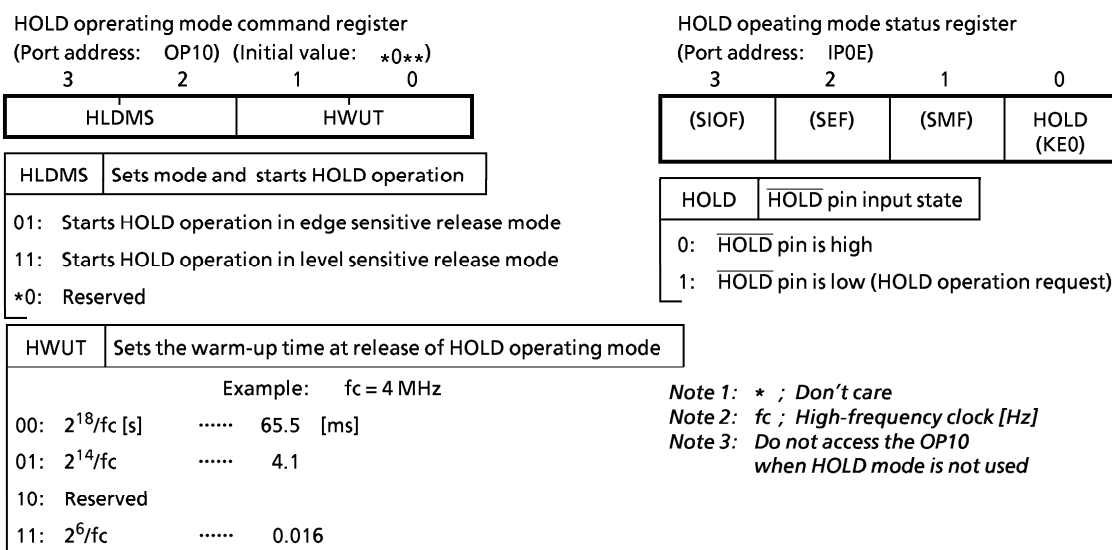 HOLD oprerating mode command register
(Port address: OP10) (Initial value: *0**)
3 2 1 0
HLDMS HWUT
HLDMS Sets mode and starts HOLD operation
01: Starts HOLD operation in edge sensitive release mode
11: Starts HOLD operation in level sensitive release mode
*0: Reserved
HWUT Sets the warm-up time at release of HOLD operating mode
Example: fc = 4 MHz
00: 2^18/fc [s] ······ 65.5 [ms]
01: 2^14/fc ······ 4.1
10: Reserved
11: 2^6/fc ······ 0.016
HOLD opeating mode status register
(Port address: IP0E)
3 2 1 0
(SIOF) (SEF) (SMF) HOLD
(KE0)
HOLD HOLD pin input state
0: HOLD pin is high
1: HOLD pin is low (HOLD operation request)
Note 1: * ; Don't care
Note 2: fc ; High-frequency clock [Hz]
Note 3: Do not access the OP10
when HOLD mode is not used